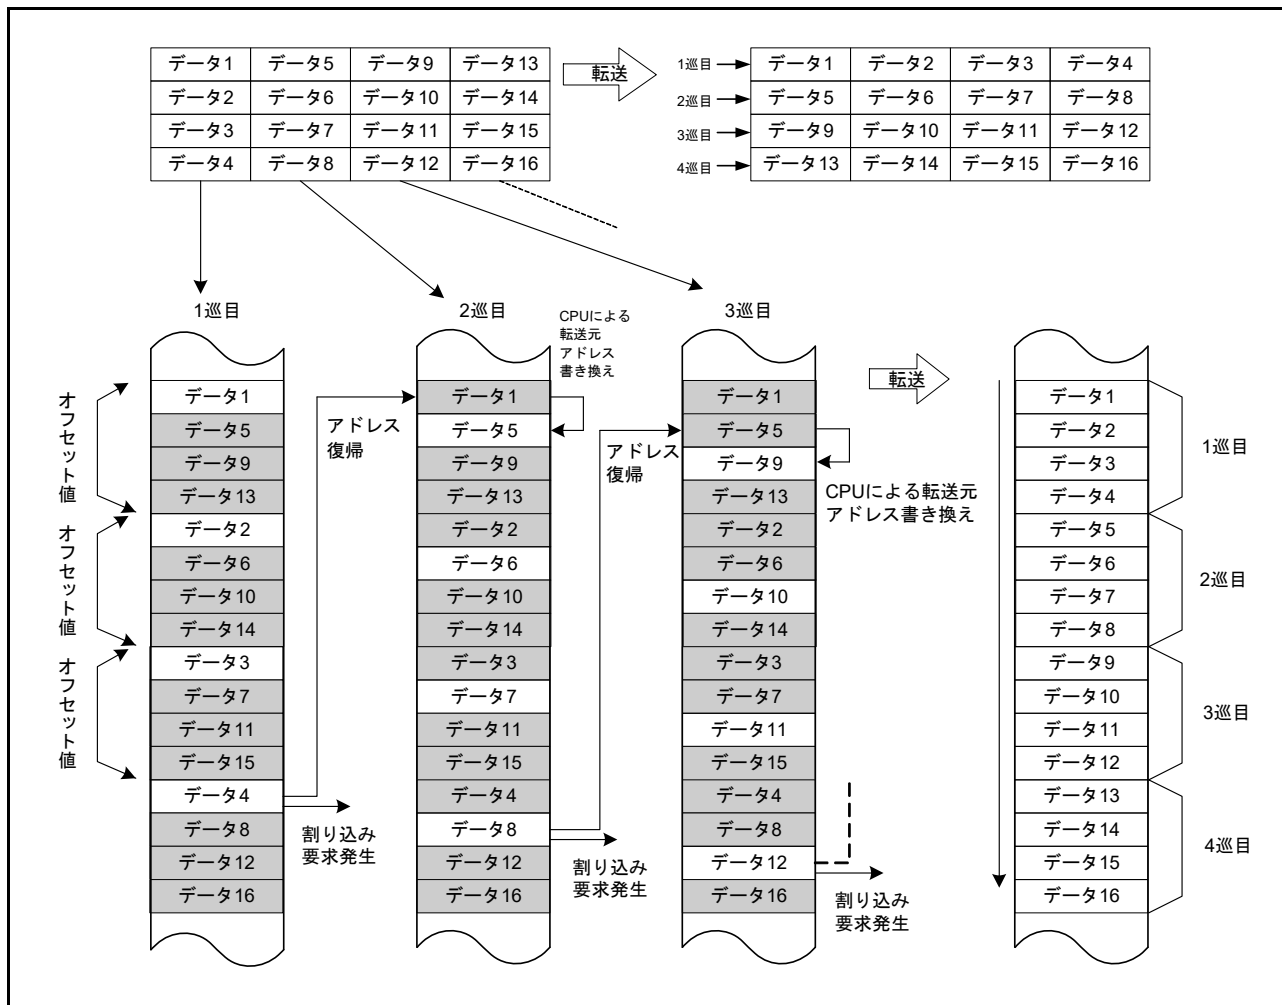 データ1 データ5 データ9 データ13
データ2 データ6 データ10 データ14
データ3 データ7 データ11 データ15
データ4 データ8 データ12 データ16
転送
1巡目 データ1 データ2 データ3 データ4
2巡目 データ5 データ6 データ7 データ8
3巡目 データ9 データ10 データ11 データ12
4巡目 データ13 データ14 データ15 データ16
1巡目
オフセット値
オフセット値
オフセット値
データ1
データ5
データ9
データ13
データ2
データ6
データ10
データ14
データ3
データ7
データ11
データ15
データ4
データ8
データ12
データ16
割り込み
要求発生
アドレス
復帰
2巡目
CPUによる
転送元
アドレス
書き換え
データ1
データ5
データ9
データ13
データ2
データ6
データ10
データ14
データ3
データ7
データ11
データ15
データ4
データ8
データ12
データ16
割り込み
要求発生
アドレス
復帰
3巡目
データ1
データ5
データ9
データ13
データ2
データ6
データ10
データ14
データ3
データ7
データ11
データ15
データ4
データ8
データ12
データ16
CPUによる転送元
アドレス書き換え
割り込み
要求発生
転送
データ1
データ2
データ3
データ4
データ5
データ6
データ7
データ8
データ9
データ10
データ11
データ12
データ13
データ14
データ15
データ16
1巡目
2巡目
3巡目
4巡目